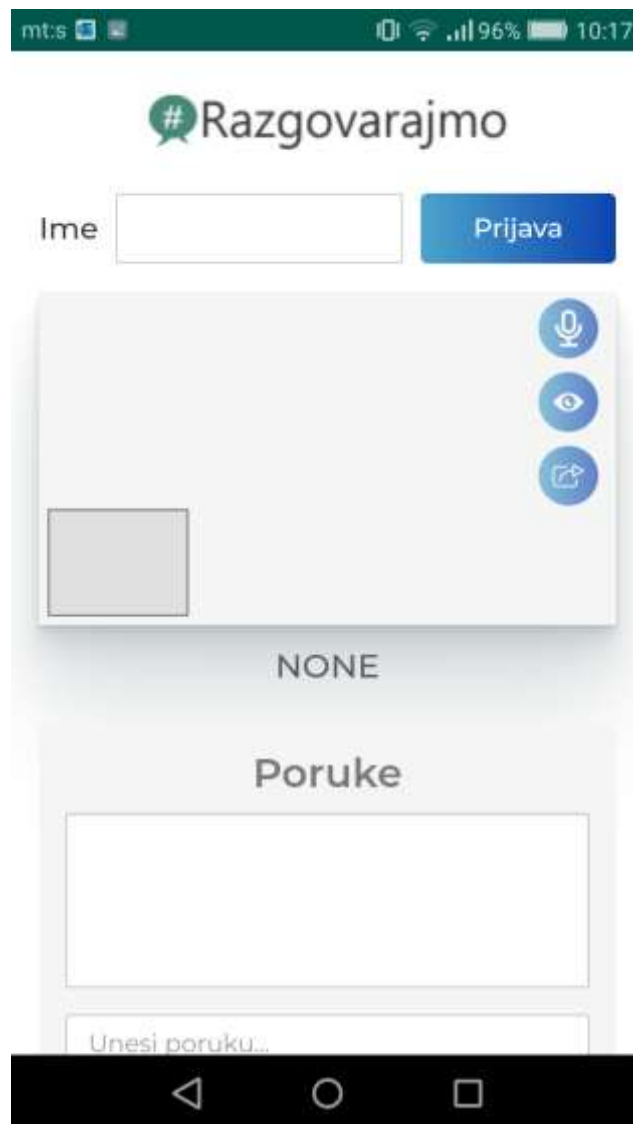 mt:s 96% 10:17
#Razgovarajmo
Ime Prijava
NONE
Poruke
Unesi poruku...